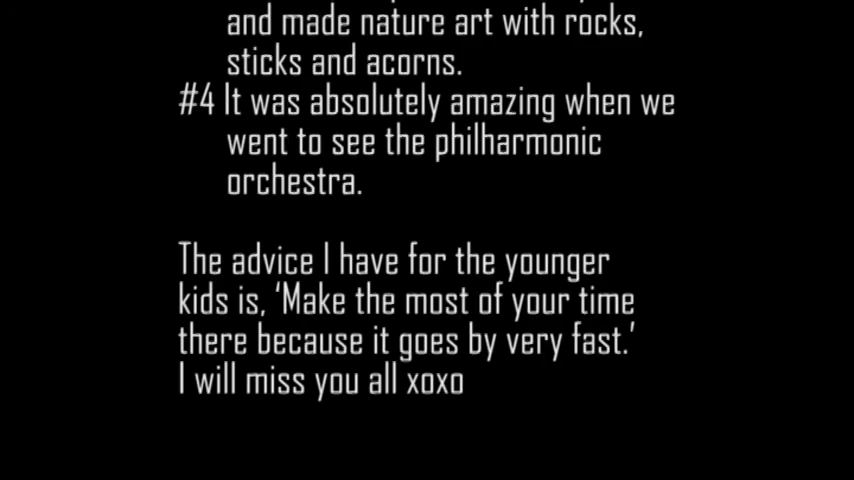 and made nature art with rocks,
sticks and acorns.
#4 It was absolutely amazing when we
went to see the philharmonic
orchestra.
The advice I have for the younger
kids is, ‘Make the most of your time
there because it goes by very fast.’
I will miss you all xoxo